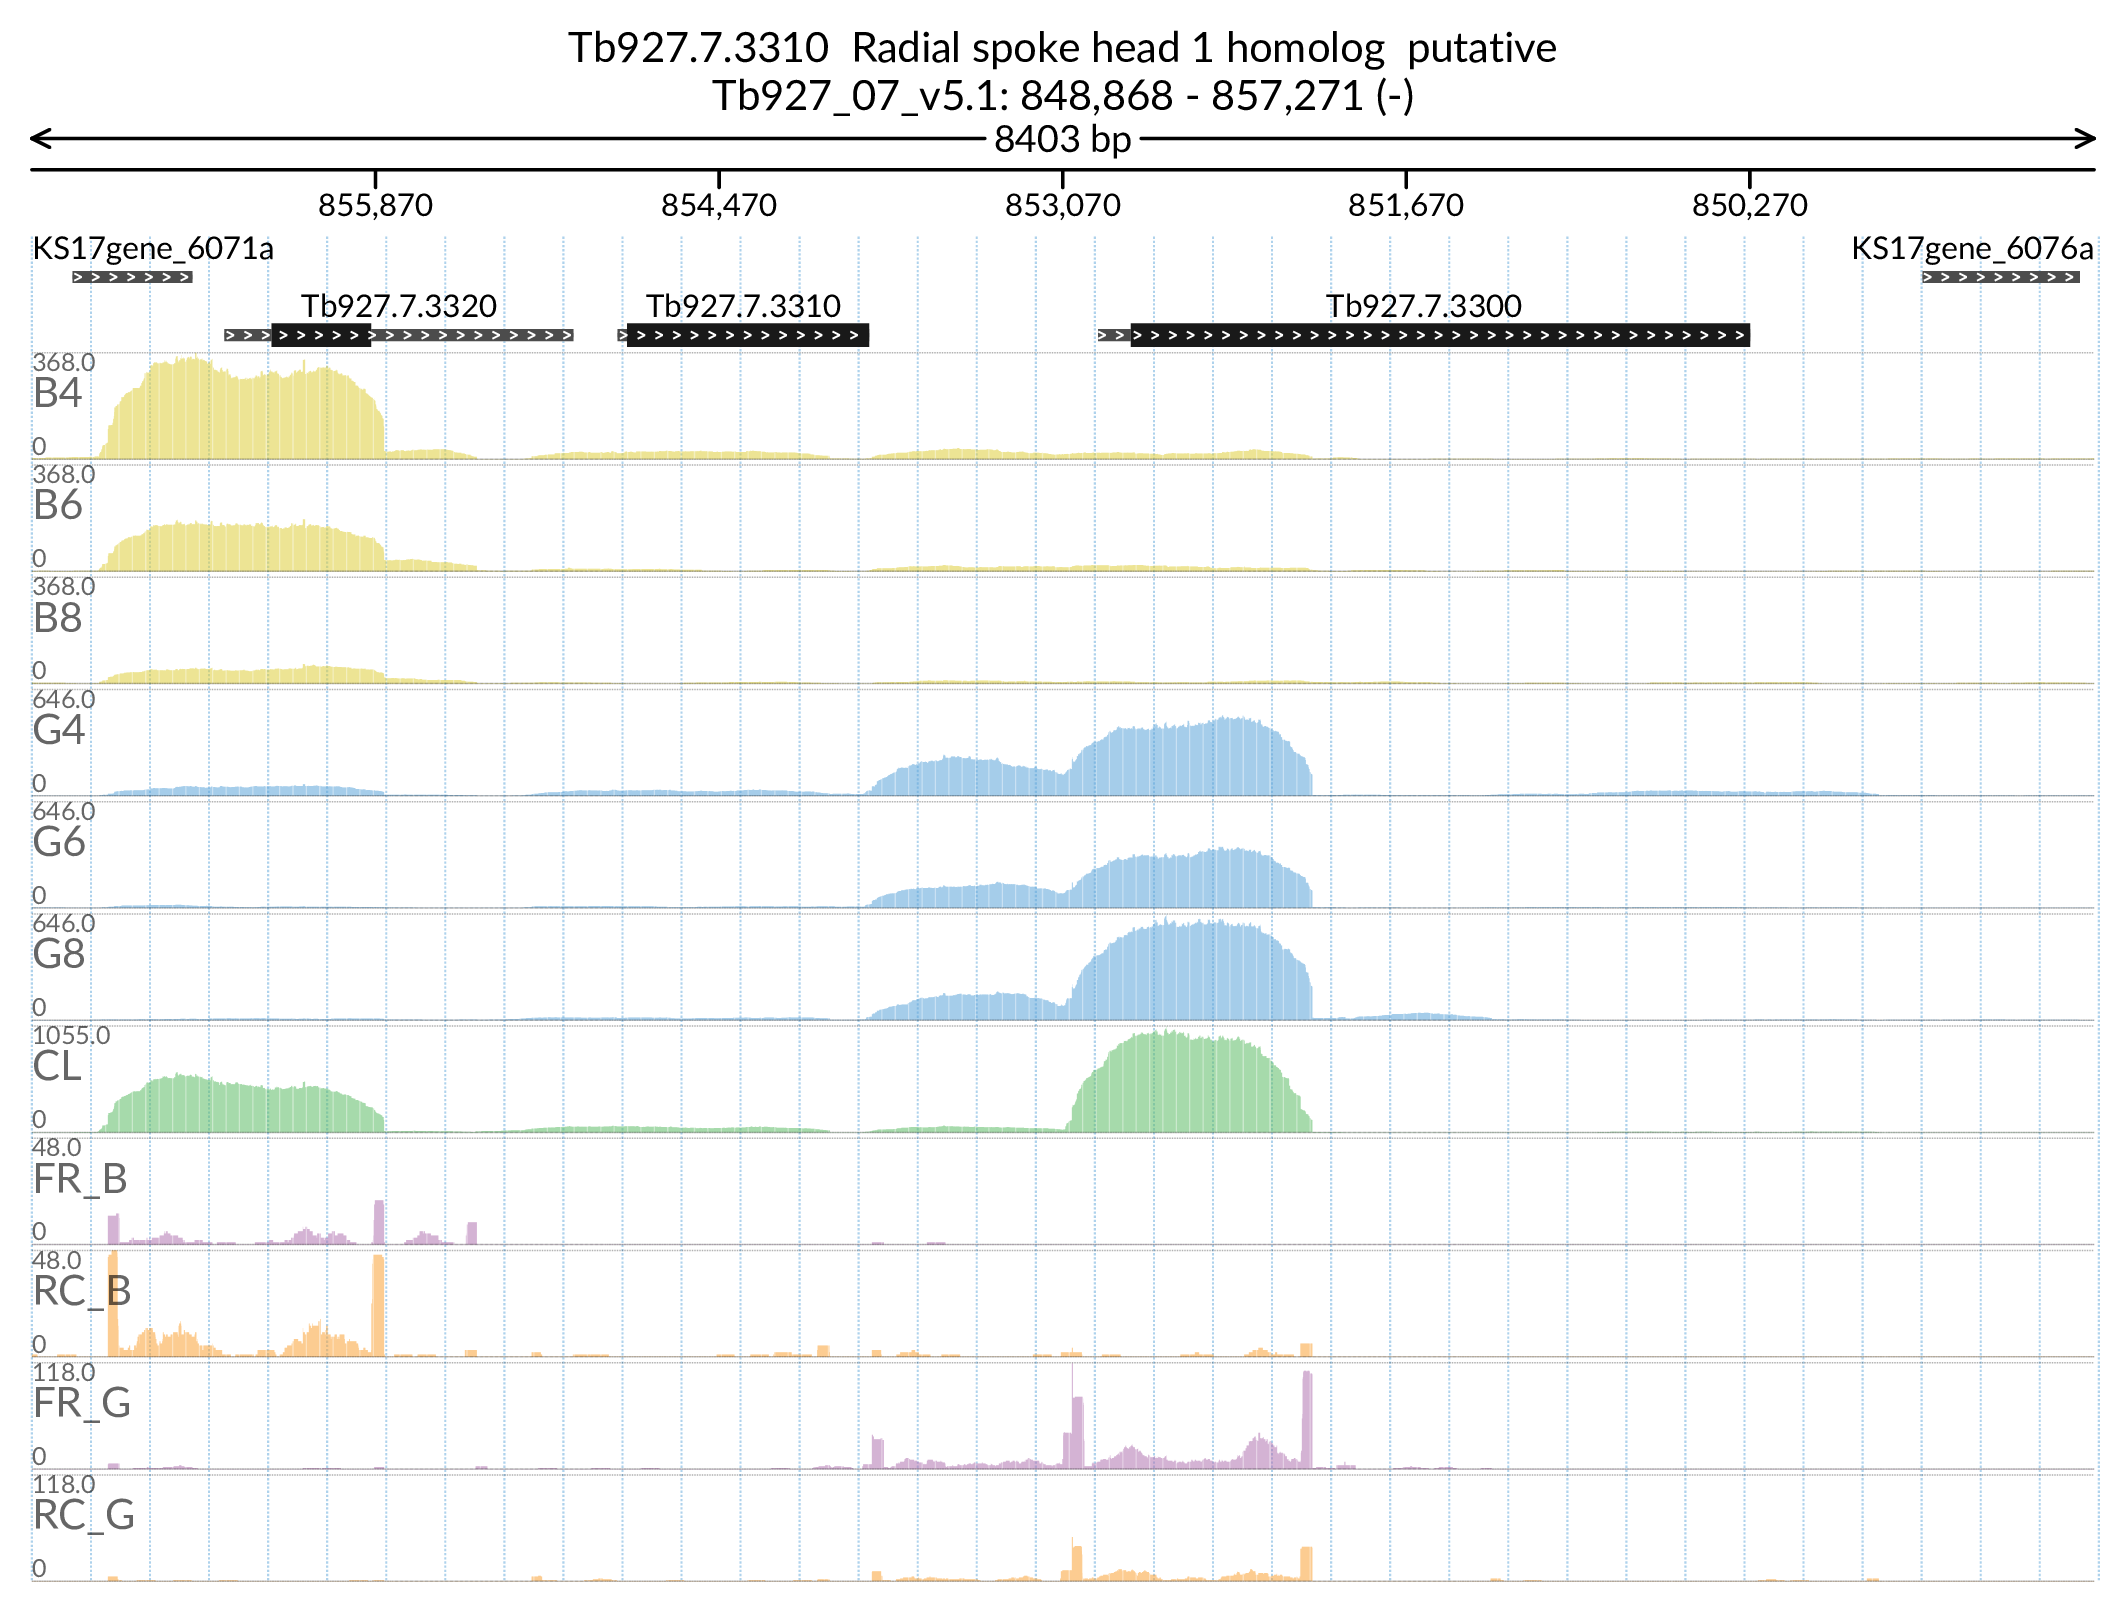 Tb927.7.3310  Radial spoke head 1 homolog  putative
Tb927_07_v5.1: 848,868 - 857,271 (-)
8403 bp
855,870 854,470 853,070 851,670 850,270
KS17gene_6071a KS17gene_6076a
Tb927.7.3320 Tb927.7.3310 Tb927.7.3300
368.0
B4
0
368.0
B6
0
368.0
B8
0
646.0
G4
0
646.0
G6
0
646.0
G8
0
1055.0
CL
0
48.0
FR_B
0
48.0
RC_B
0
118.0
FR_G
0
118.0
RC_G
0